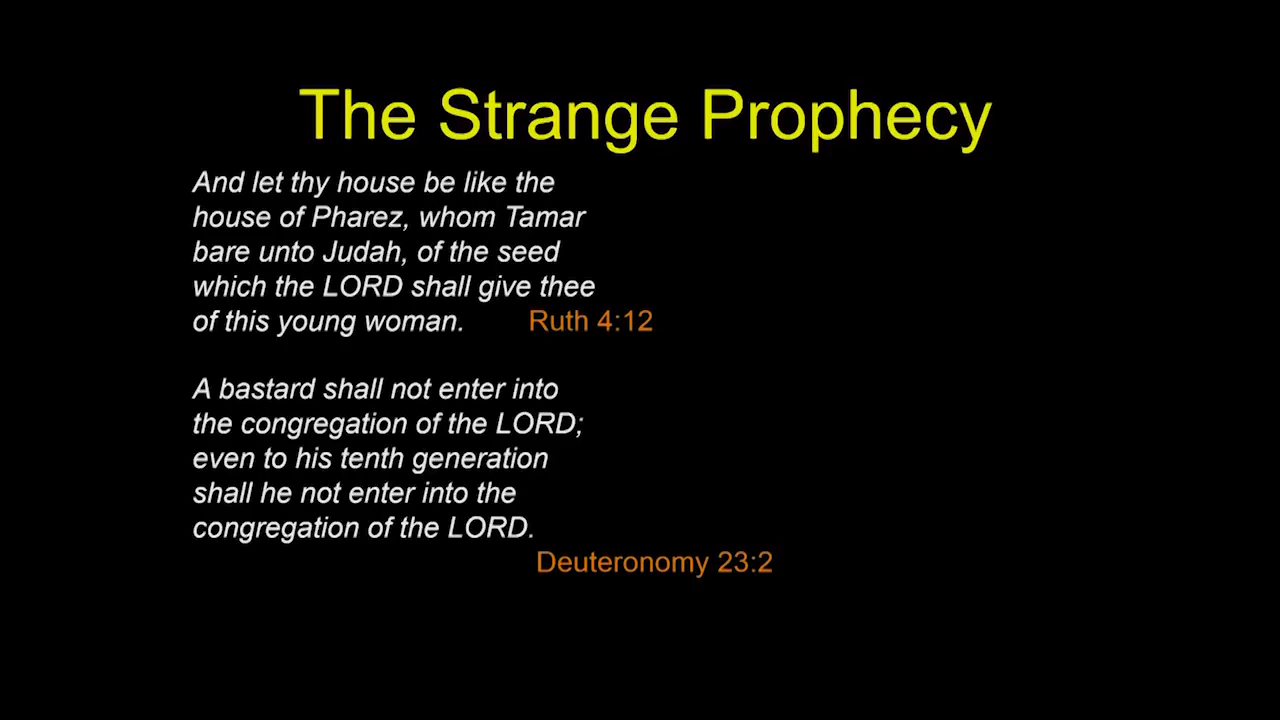 The Strange Prophecy
And let thy house be like the
house of Pharez, whom Tamar
bare unto Judah, of the seed
which the LORD shall give thee
of this young woman. Ruth 4:12
A bastard shall not enter into
the congregation of the LORD;
even to his tenth generation
shall he not enter into the
congregation of the LORD.
Deuteronomy 23:2